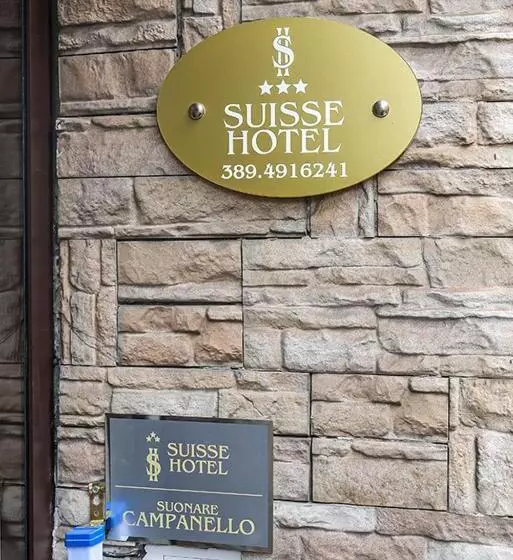 SUISSE
HOTEL
389.4916241
SUISSE
HOTEL
SUONARE
CAMPANELLO